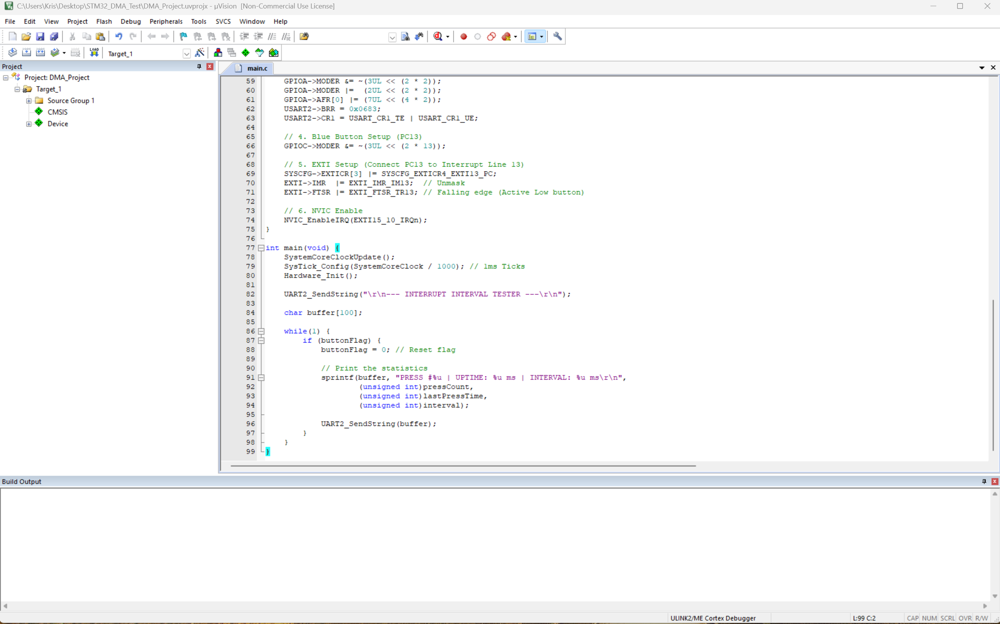 C:\Users\Kris\Desktop\STM32_DMA_Test\DMA_Project.uvprojx - µVision [Non-Commercial Use License]
File Edit View Project Flash Debug Peripherals Tools SVCS Window Help
LOAD Target_1
Project
Project: DMA_Project
Target_1
Source Group 1
CMSIS
Device
main.c
59 GPIOA->MODER &= ~(3UL << (2 * 2));
60 GPIOA->MODER |=  (2UL << (2 * 2));
61 GPIOA->AFR[0] |= (7UL << (4 * 2));
62 USART2->BRR = 0x0683;
63 USART2->CR1 = USART_CR1_TE | USART_CR1_UE;
64
65 // 4. Blue Button Setup (PC13)
66 GPIOC->MODER &= ~(3UL << (2 * 13));
67
68 // 5. EXTI Setup (Connect PC13 to Interrupt Line 13)
69 SYSCFG->EXTICR[3] |= SYSCFG_EXTICR4_EXTI13_PC;
70 EXTI->IMR  |= EXTI_IMR_IM13;  // Unmask
71 EXTI->FTSR |= EXTI_FTSR_TR13; // Falling edge (Active Low button)
72
73 // 6. NVIC Enable
74 NVIC_EnableIRQ(EXTI15_10_IRQn);
75 }
76
77 int main(void) {
78 SystemCoreClockUpdate();
79 SysTick_Config(SystemCoreClock / 1000); // 1ms Ticks
80 Hardware_Init();
81
82 UART2_SendString("\r\n--- INTERRUPT INTERVAL TESTER ---\r\n");
83
84 char buffer[100];
85
86 while(1) {
87 if (buttonFlag) {
88 buttonFlag = 0; // Reset flag
89
90 // Print the statistics
91 sprintf(buffer, "PRESS #%u | UPTIME: %u ms | INTERVAL: %u ms\r\n",
92 (unsigned int)pressCount,
93 (unsigned int)lastPressTime,
94 (unsigned int)interval);
95
96 UART2_SendString(buffer);
97 }
98 }
99 }
Build Output
ULINK2/ME Cortex Debugger L:99 C:2 CAP NUM SCRL OVR R/W